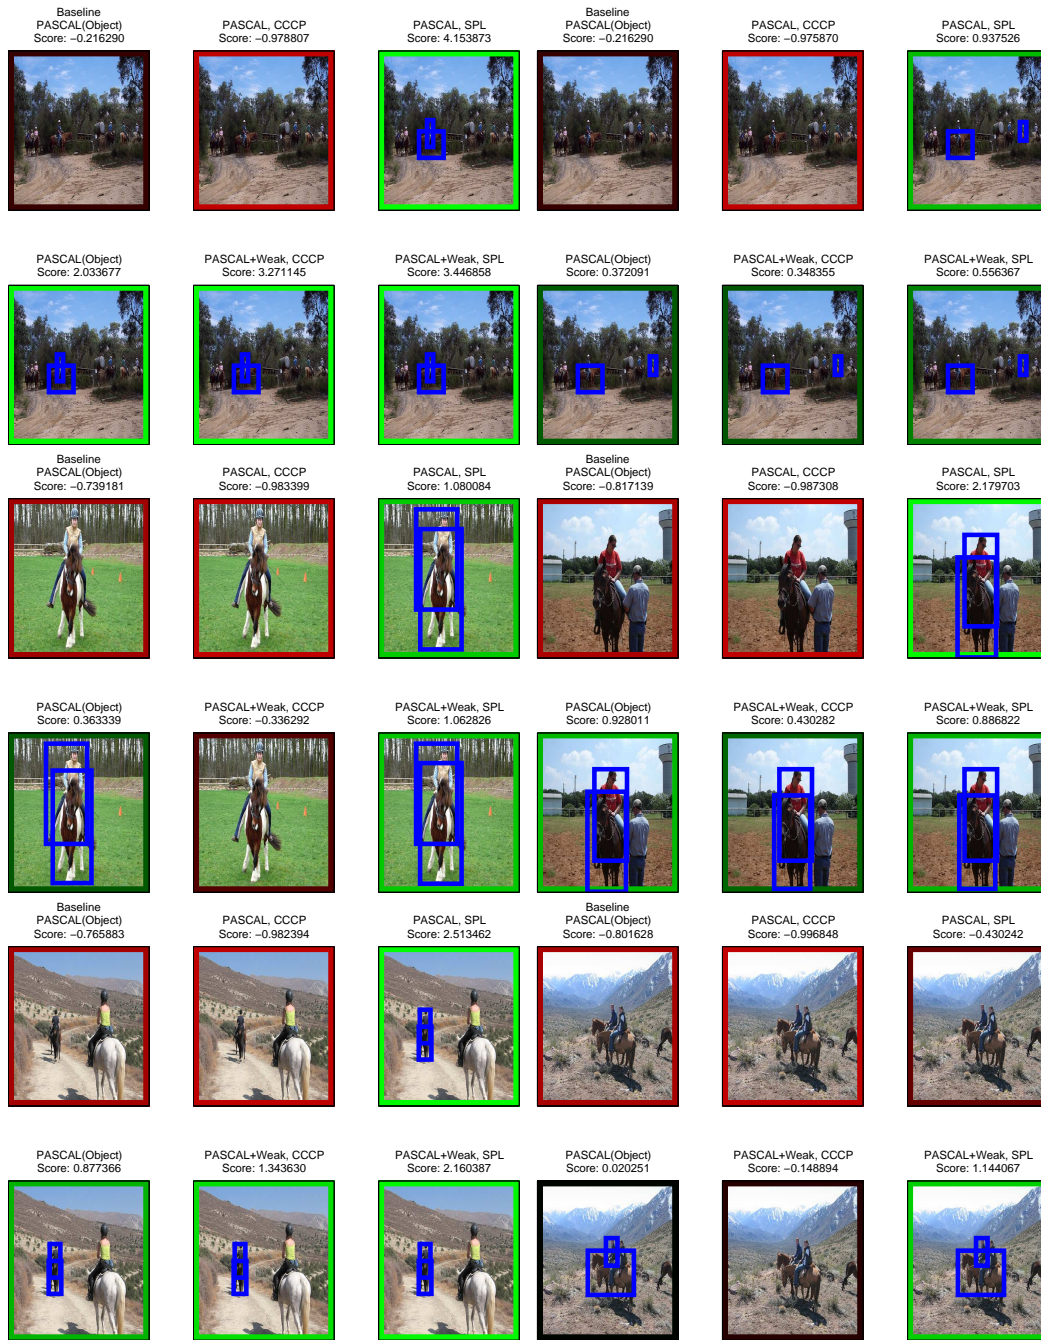 Baseline
PASCAL(Object)
Score: −0.216290
PASCAL, CCCP
Score: −0.978807
PASCAL, SPL
Score: 4.153873
Baseline
PASCAL(Object)
Score: −0.216290
PASCAL, CCCP
Score: −0.975870
PASCAL, SPL
Score: 0.937526
PASCAL(Object)
Score: 2.033677
PASCAL+Weak, CCCP
Score: 3.271145
PASCAL+Weak, SPL
Score: 3.446858
PASCAL(Object)
Score: 0.372091
PASCAL+Weak, CCCP
Score: 0.348355
PASCAL+Weak, SPL
Score: 0.556367
Baseline
PASCAL(Object)
Score: −0.739181
PASCAL, CCCP
Score: −0.983399
PASCAL, SPL
Score: 1.080084
Baseline
PASCAL(Object)
Score: −0.817139
PASCAL, CCCP
Score: −0.987308
PASCAL, SPL
Score: 2.179703
PASCAL(Object)
Score: 0.363339
PASCAL+Weak, CCCP
Score: −0.336292
PASCAL+Weak, SPL
Score: 1.062826
PASCAL(Object)
Score: 0.928011
PASCAL+Weak, CCCP
Score: 0.430282
PASCAL+Weak, SPL
Score: 0.886822
Baseline
PASCAL(Object)
Score: −0.765883
PASCAL, CCCP
Score: −0.982394
PASCAL, SPL
Score: 2.513462
Baseline
PASCAL(Object)
Score: −0.801628
PASCAL, CCCP
Score: −0.996848
PASCAL, SPL
Score: −0.430242
PASCAL(Object)
Score: 0.877366
PASCAL+Weak, CCCP
Score: 1.343630
PASCAL+Weak, SPL
Score: 2.160387
PASCAL(Object)
Score: 0.020251
PASCAL+Weak, CCCP
Score: −0.148894
PASCAL+Weak, SPL
Score: 1.144067